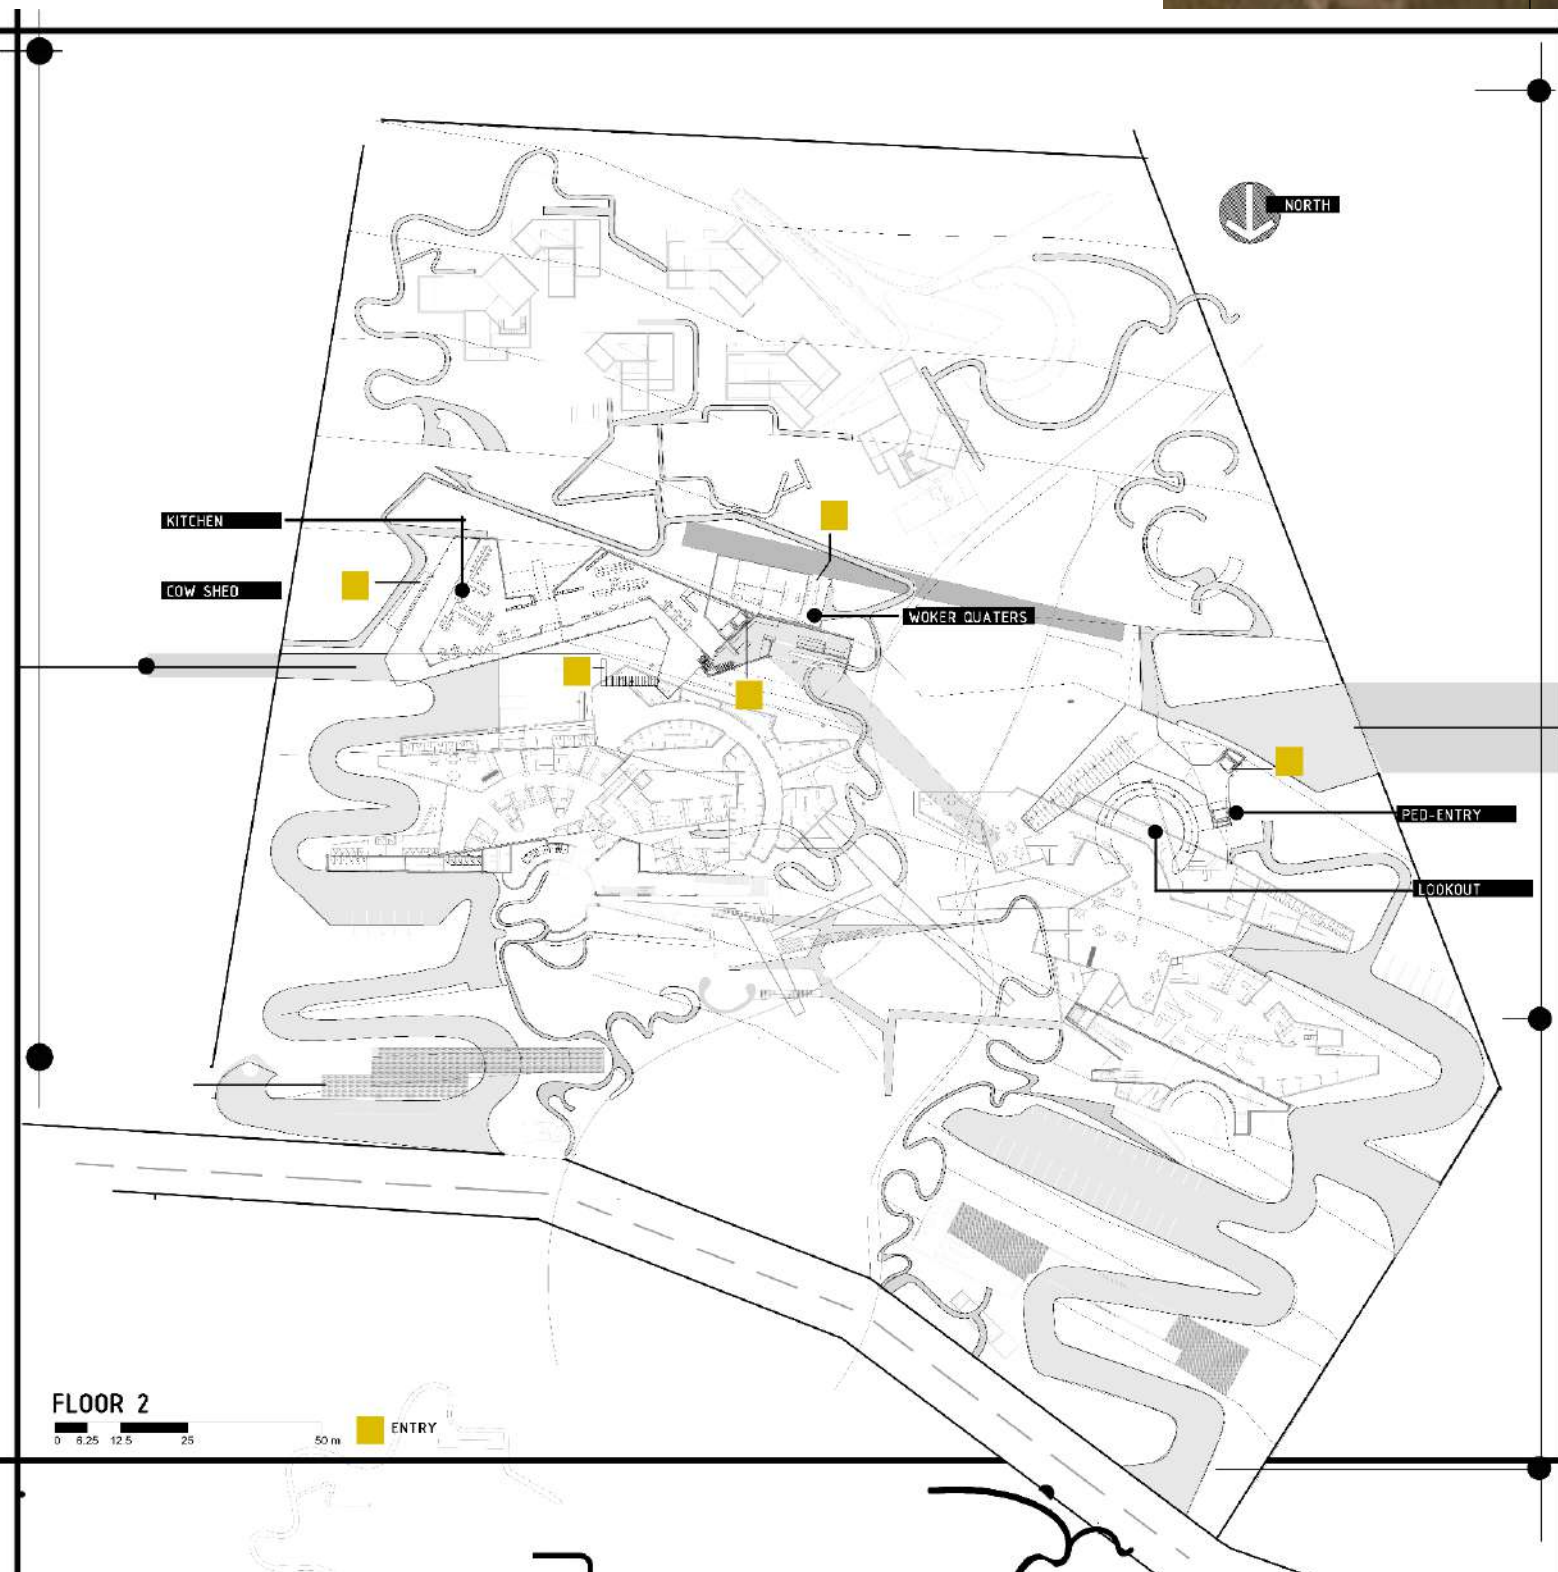 NORTH
KITCHEN
COW SHED
WOKER QUATERS
PED-ENTRY
LOOKOUT
FLOOR 2
0 6.25 12.5 25 50 m
ENTRY